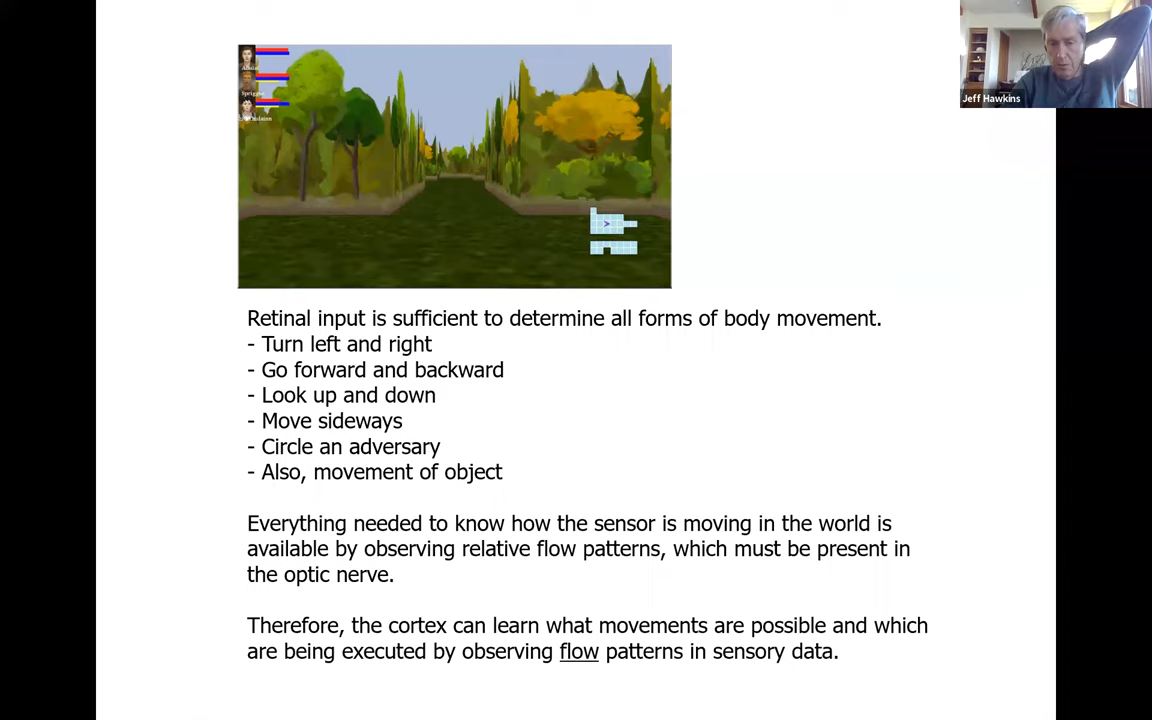 Jeff Hawkins
Retinal input is sufficient to determine all forms of body movement.
- Turn left and right
- Go forward and backward
- Look up and down
- Move sideways
- Circle an adversary
- Also, movement of object
Everything needed to know how the sensor is moving in the world is
available by observing relative flow patterns, which must be present in
the optic nerve.
Therefore, the cortex can learn what movements are possible and which
are being executed by observing flow patterns in sensory data.